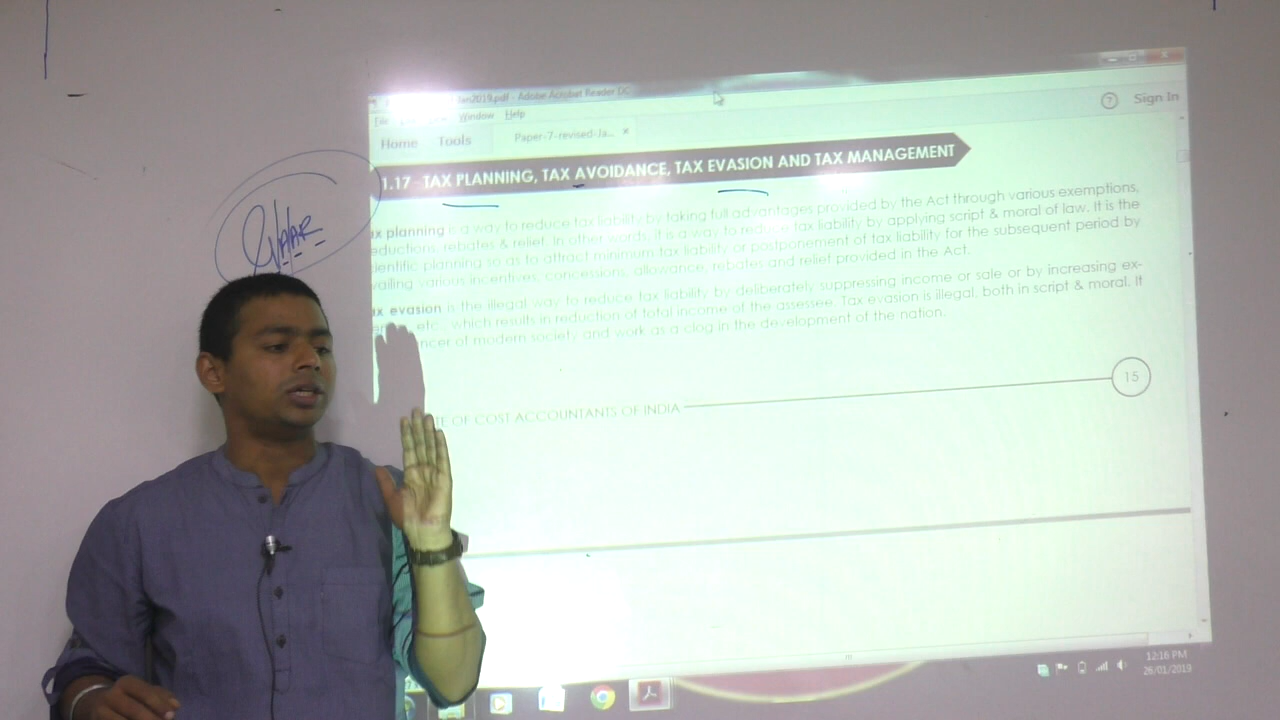 Jan2019.pdf - Adobe Acrobat Reader DC
Window Help
Home Tools Paper-7-revised-Ja... ×
? Sign In
1.17 TAX PLANNING, TAX AVOIDANCE, TAX EVASION AND TAX MANAGEMENT
ax planning is a way to reduce tax liability by taking full advantages provided by the Act through various exemptions,
eductions, rebates & relief. In other words, it is a way to reduce tax liability by applying script & moral of law. It is the
ientific planning so as to attract minimum tax liability or postponement of tax liability for the subsequent period by
vailing various incentives, concessions, allowance, rebates and relief provided in the Act.
ax evasion is the illegal way to reduce tax liability by deliberately suppressing income or sale or by increasing ex-
etc., which results in reduction of total income of the assessee. Tax evasion is illegal, both in script & moral. It
ncer of modern society and work as a clog in the development of the nation.
15
TE OF COST ACCOUNTANTS OF INDIA
12:16 PM
26/01/2019